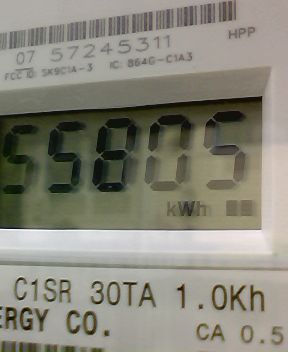 07 57245311
HPP
FCC ID: SK9C1A-3 IC: 864G-C1A3
55805
kWh
C1SR 30TA 1.0Kh
ERGY CO.
CA 0.5